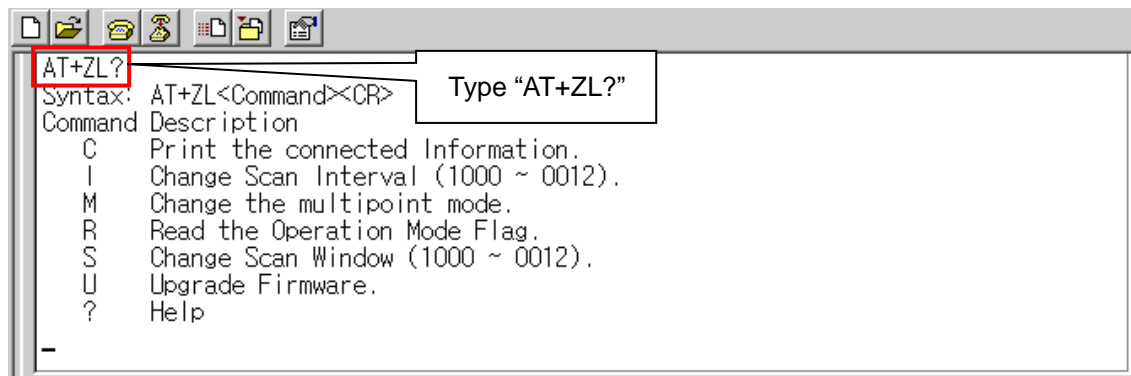 AT+ZL?
Type “AT+ZL?”
Syntax: AT+ZL<Command><CR>
Command Description
C Print the connected Information.
I Change Scan Interval (1000 ~ 0012).
M Change the multipoint mode.
R Read the Operation Mode Flag.
S Change Scan Window (1000 ~ 0012).
U Upgrade Firmware.
? Help